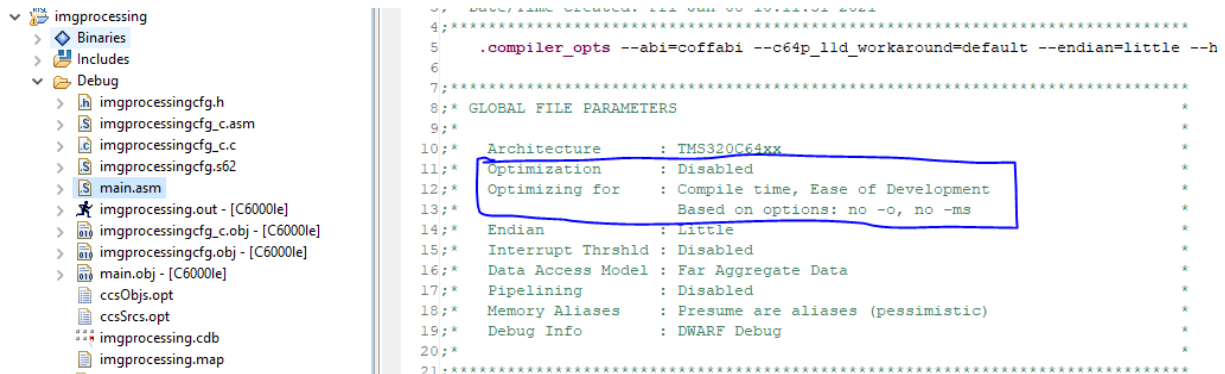 imgprocessing
Binaries
Includes
Debug
imgprocessingcfg.h
imgprocessingcfg_c.asm
imgprocessingcfg_c.c
imgprocessingcfg.s62
main.asm
imgprocessing.out - [C6000le]
imgprocessingcfg_c.obj - [C6000le]
imgprocessingcfg.obj - [C6000le]
main.obj - [C6000le]
ccsObjs.opt
ccsSrcs.opt
imgprocessing.cdb
imgprocessing.map
4;******************************************************************************
5 .compiler_opts --abi=coffabi --c64p_l1d_workaround=default --endian=little --h
6
7;******************************************************************************
8;* GLOBAL FILE PARAMETERS *
9;* *
10;* Architecture : TMS320C64xx *
11;* Optimization : Disabled *
12;* Optimizing for : Compile time, Ease of Development *
13;* Based on options: no -o, no -ms *
14;* Endian : Little *
15;* Interrupt Thrshld : Disabled *
16;* Data Access Model : Far Aggregate Data *
17;* Pipelining : Disabled *
18;* Memory Aliases : Presume are aliases (pessimistic) *
19;* Debug Info : DWARF Debug *
20;* *
21;******************************************************************************